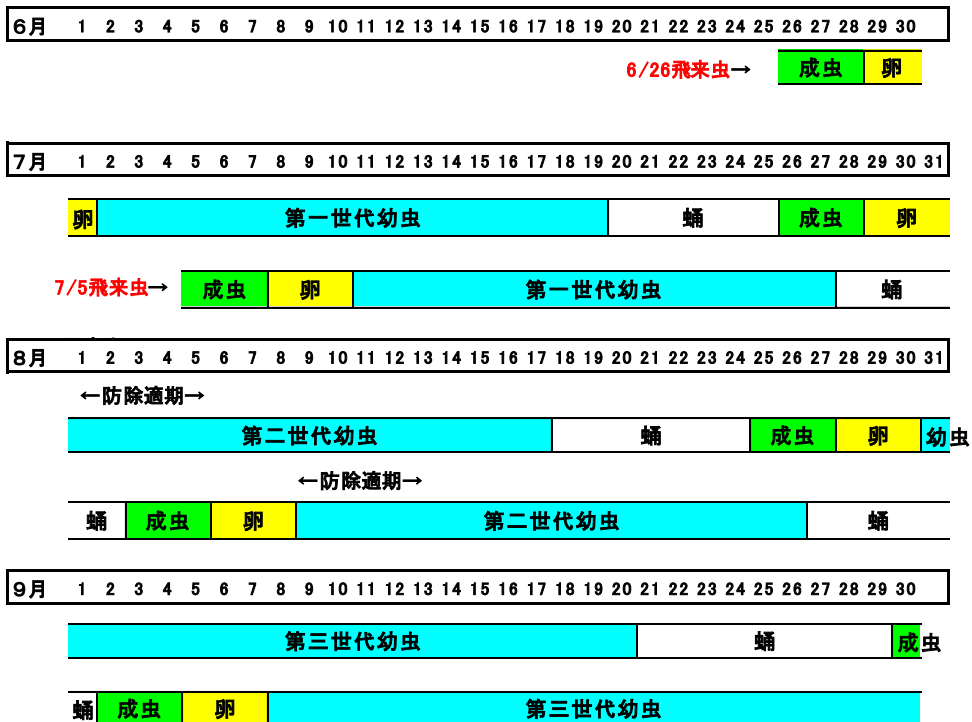 6月 1 2 3 4 5 6 7 8 9 10 11 12 13 14 15 16 17 18 19 20 21 22 23 24 25 26 27 28 29 30
6/26飛来虫→ 成虫 卵
7月 1 2 3 4 5 6 7 8 9 10 11 12 13 14 15 16 17 18 19 20 21 22 23 24 25 26 27 28 29 30 31
卵 第一世代幼虫 蛹 成虫 卵
7/5飛来虫→ 成虫 卵 第一世代幼虫 蛹
8月 1 2 3 4 5 6 7 8 9 10 11 12 13 14 15 16 17 18 19 20 21 22 23 24 25 26 27 28 29 30 31
←防除適期→
第二世代幼虫 蛹 成虫 卵 幼虫
←防除適期→
蛹 成虫 卵 第二世代幼虫 蛹
9月 1 2 3 4 5 6 7 8 9 10 11 12 13 14 15 16 17 18 19 20 21 22 23 24 25 26 27 28 29 30
第三世代幼虫 蛹 成虫
蛹 成虫 卵 第三世代幼虫